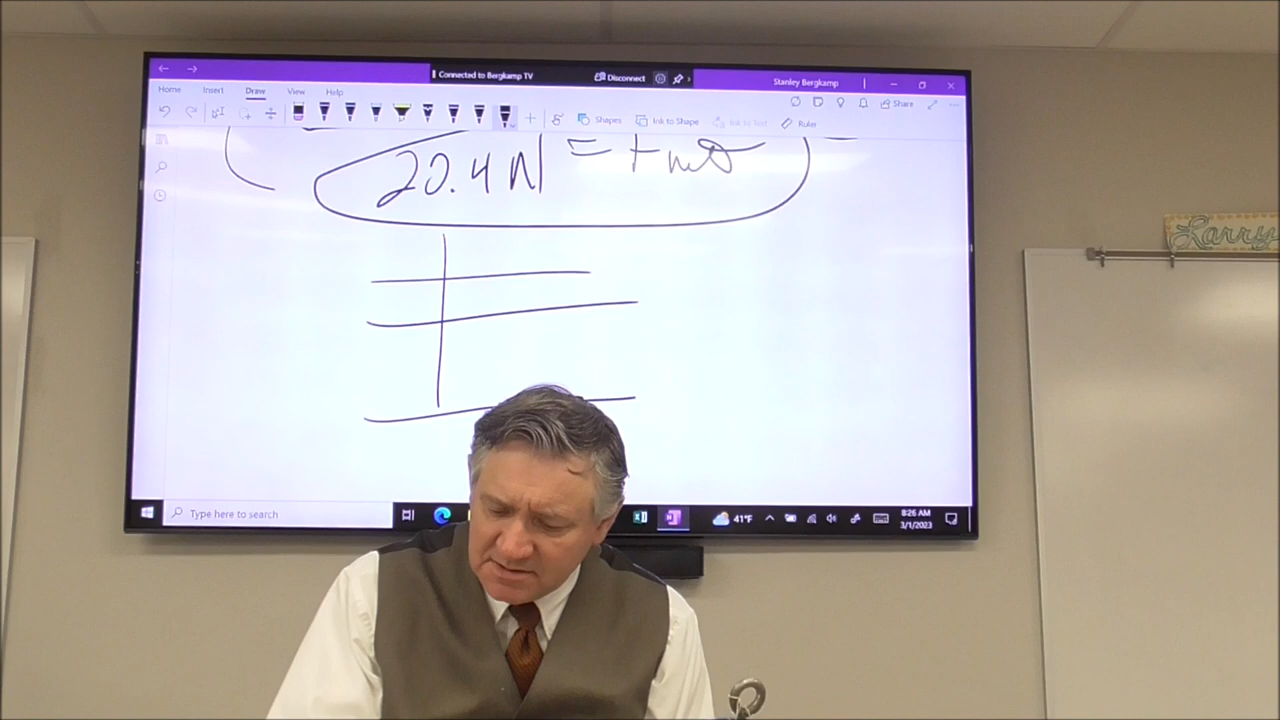 Connected to Bergkamp TV Disconnect
Stanley Bergkamp
Home Insert Draw View Help
Share
Shapes Ink to Shape Ink to Text Ruler
20.4 N =
Larry
Type here to search
41°F
8:26 AM
3/1/2023